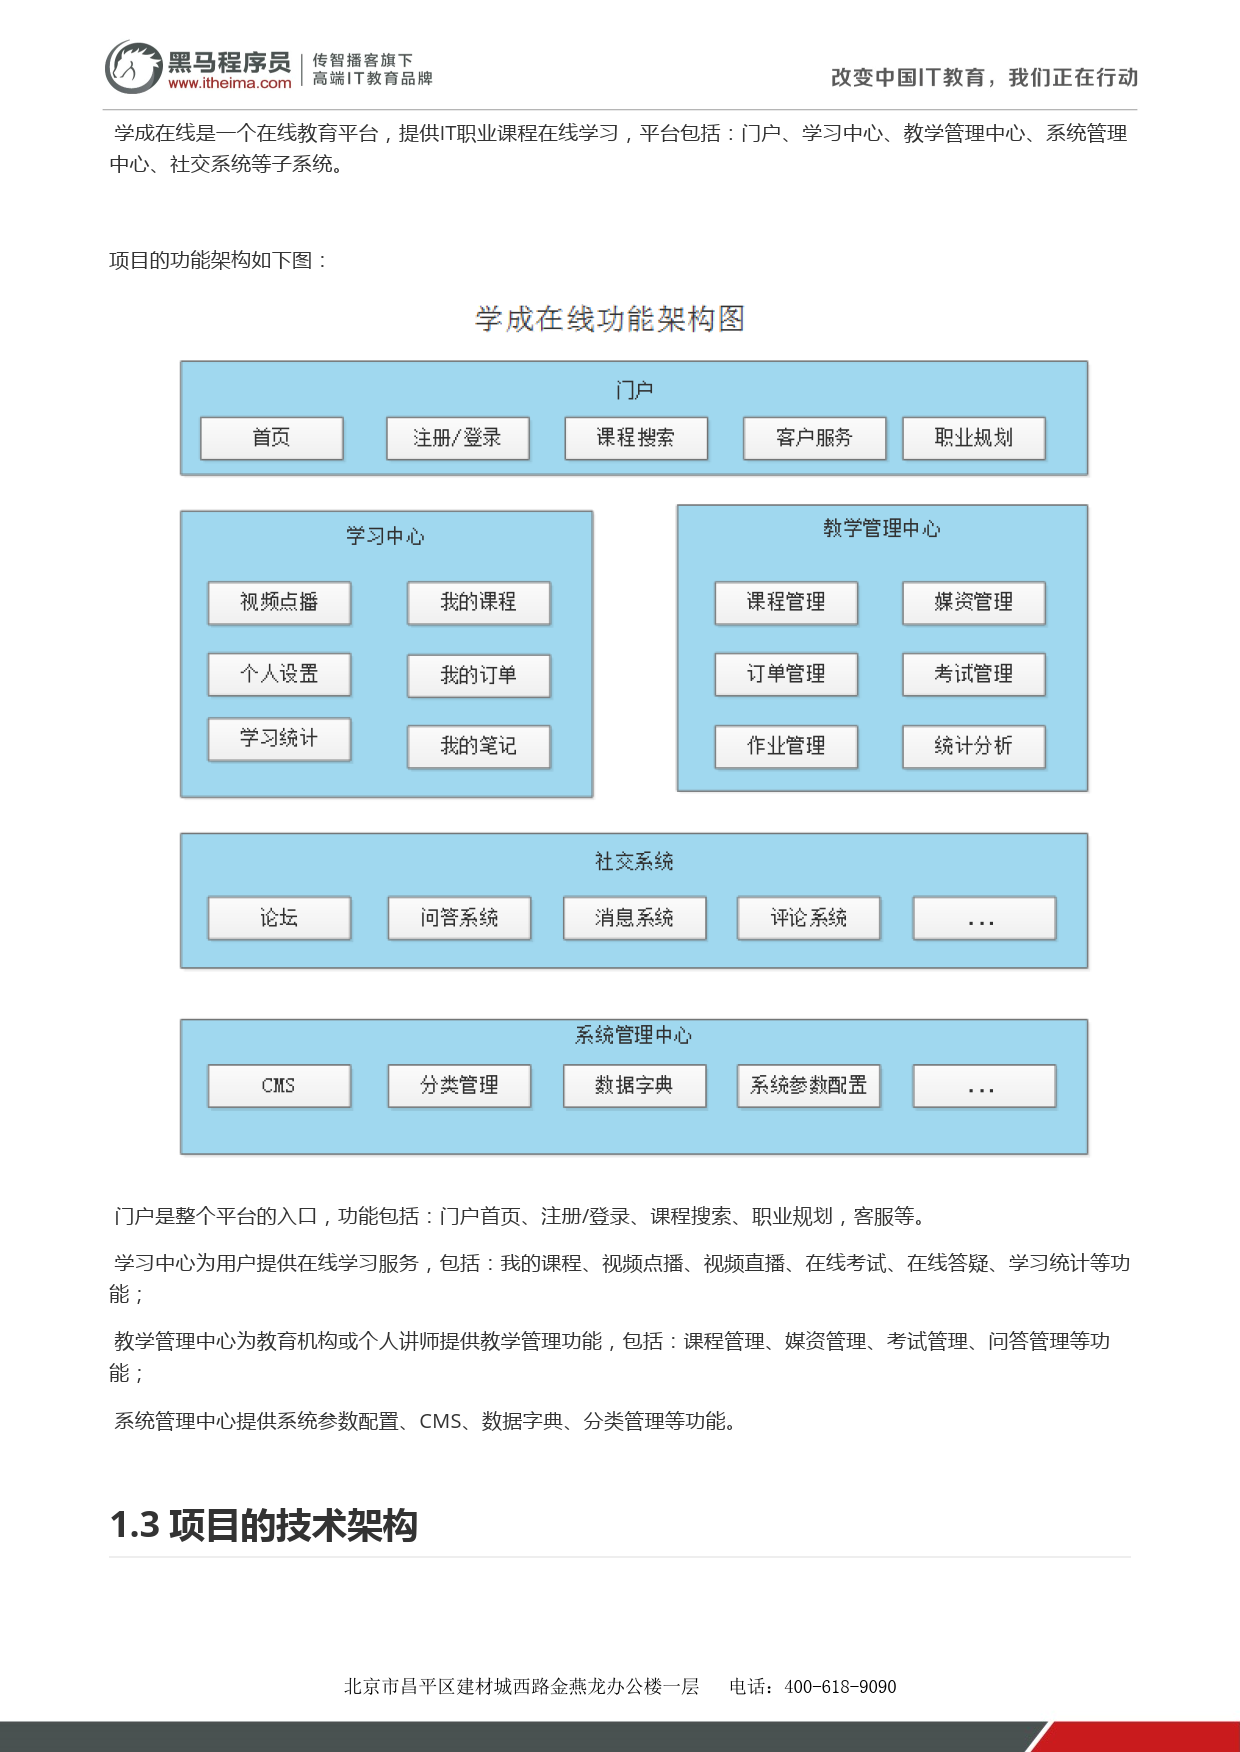 黑马程序员
www.itheima.com
传智播客旗下
高端IT教育品牌
改变中国IT教育，我们正在行动
学成在线是一个在线教育平台，提供IT职业课程在线学习，平台包括：门户、学习中心、教学管理中心、系统管理
中心、社交系统等子系统。
项目的功能架构如下图：
学成在线功能架构图
门户
首页 注册/登录 课程搜索 客户服务 职业规划
学习中心
视频点播 我的课程
个人设置 我的订单
学习统计 我的笔记
教学管理中心
课程管理 媒资管理
订单管理 考试管理
作业管理 统计分析
社交系统
论坛 问答系统 消息系统 评论系统 ...
系统管理中心
CMS 分类管理 数据字典 系统参数配置 ...
门户是整个平台的入口，功能包括：门户首页、注册/登录、课程搜索、职业规划，客服等。
学习中心为用户提供在线学习服务，包括：我的课程、视频点播、视频直播、在线考试、在线答疑、学习统计等功
能；
教学管理中心为教育机构或个人讲师提供教学管理功能，包括：课程管理、媒资管理、考试管理、问答管理等功
能；
系统管理中心提供系统参数配置、CMS、数据字典、分类管理等功能。
1.3 项目的技术架构
北京市昌平区建材城西路金燕龙办公楼一层 电话：400-618-9090